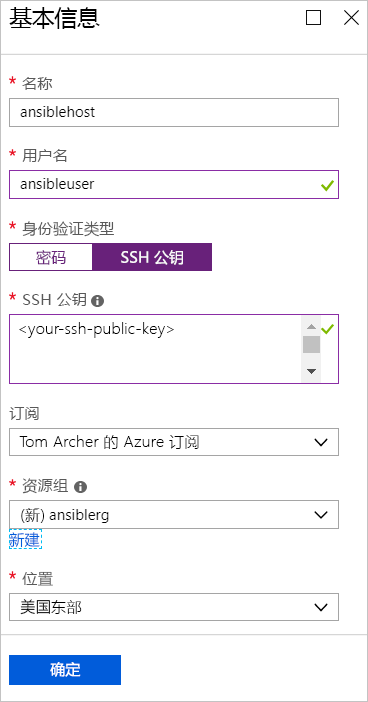 基本信息
* 名称
ansiblehost
* 用户名
ansibleuser
* 身份验证类型
密码 SSH 公钥
* SSH 公钥
<your-ssh-public-key>
订阅
Tom Archer 的 Azure 订阅
* 资源组
(新) ansiblerg
新建
* 位置
美国东部
确定